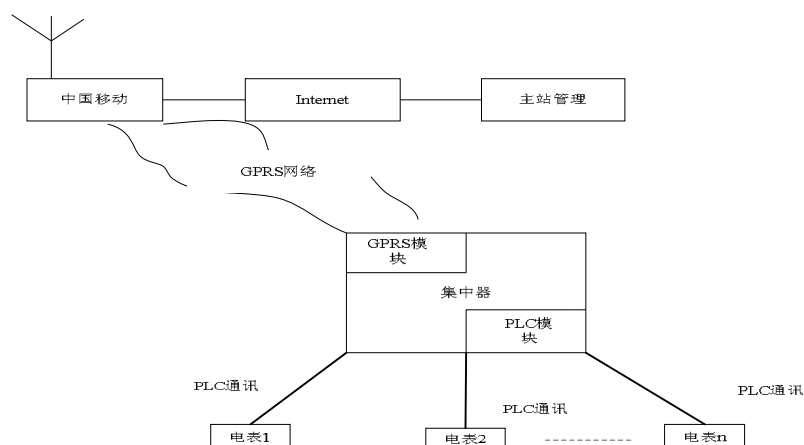 中国移动
Internet
主站管理
GPRS网络
GPRS模
块
集中器
PLC模
块
PLC通讯
PLC通讯
PLC通讯
电表1
电表2
电表n